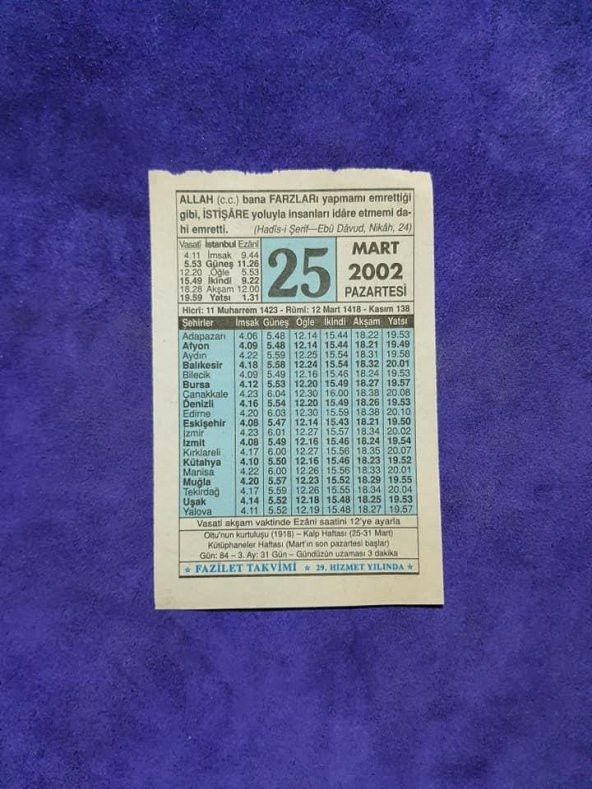 ALLAH (c.c.) bana FARZLARı yapmamı emrettiği
gibi, İSTİŞÂRE yoluyla insanları idâre etmemi da-
hi emretti. (Hadîs-i Şerif—Ebû Dâvud, Nikâh, 24)
Vasatî İstanbul Ezânî
4.11 İmsak 9.44
5.53 Güneş 11.26
12.20 Öğle 5.53
15.49 İkindi 9.22
18.28 Akşam 12.00
19.59 Yatsı 1.31
25
MART
2002
PAZARTESİ
Hicrî: 11 Muharrem 1423 - Rûmî: 12 Mart 1418 - Kasım 138
Şehirler İmsak Güneş Öğle İkindi Akşam Yatsı
Adapazarı 4.06 5.48 12.14 15.44 18.22 19.53
Afyon 4.09 5.48 12.14 15.44 18.21 19.49
Aydın 4.22 5.59 12.25 15.54 18.31 19.58
Balıkesir 4.18 5.58 12.24 15.54 18.32 20.01
Bilecik 4.09 5.49 12.16 15.46 18.24 19.53
Bursa 4.12 5.53 12.20 15.49 18.27 19.57
Çanakkale 4.23 6.04 12.30 16.00 18.38 20.08
Denizli 4.16 5.54 12.20 15.49 18.26 19.53
Edirne 4.20 6.03 12.30 15.59 18.38 20.10
Eskişehir 4.08 5.47 12.14 15.43 18.21 19.50
İzmir 4.23 6.01 12.27 15.57 18.34 20.02
İzmit 4.08 5.49 12.16 15.46 18.24 19.54
Kırklareli 4.17 6.00 12.27 15.56 18.35 20.07
Kütahya 4.10 5.50 12.16 15.46 18.23 19.52
Manisa 4.22 6.00 12.26 15.56 18.33 20.01
Muğla 4.20 5.57 12.23 15.52 18.29 19.55
Tekirdağ 4.17 5.59 12.26 15.55 18.34 20.04
Uşak 4.14 5.52 12.18 15.48 18.25 19.53
Yalova 4.11 5.52 12.19 15.48 18.27 19.57
Vasatî akşam vaktinde Ezânî saatini 12'ye ayarla
Oltu'nun kurtuluşu (1918) – Kalp Haftası (25-31 Mart)
Kütüphaneler Haftası (Mart'ın son pazartesi başlar)
Gün: 84 – 3. Ay: 31 Gün – Gündüzün uzaması 3 dakika
★ FAZİLET TAKVİMİ ★ 29. HİZMET YILINDA ★